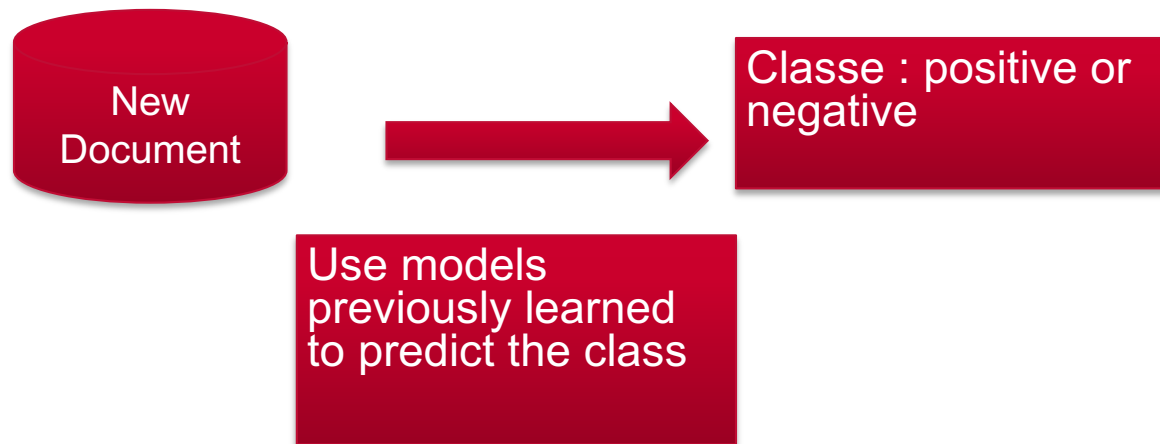 New
Document
Classe : positive or
negative
Use models
previously learned
to predict the class